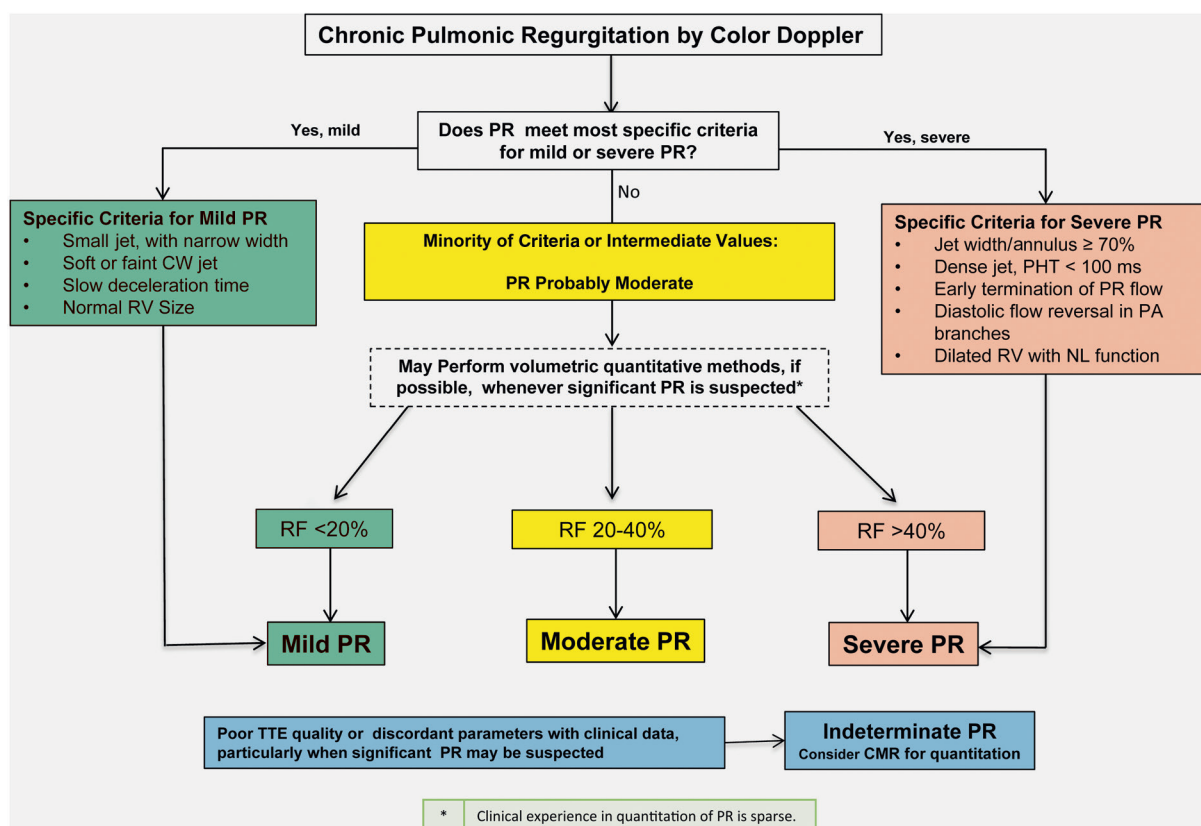 Chronic Pulmonic Regurgitation by Color Doppler
Yes, mild
Does PR meet most specific criteria
for mild or severe PR?
Yes, severe
No
Specific Criteria for Mild PR
• Small jet, with narrow width
• Soft or faint CW jet
• Slow deceleration time
• Normal RV Size
Minority of Criteria or Intermediate Values:
PR Probably Moderate
Specific Criteria for Severe PR
• Jet width/annulus ≥ 70%
• Dense jet, PHT < 100 ms
• Early termination of PR flow
• Diastolic flow reversal in PA
branches
• Dilated RV with NL function
May Perform volumetric quantitative methods, if
possible, whenever significant PR is suspected*
RF <20%
RF 20-40%
RF >40%
Mild PR
Moderate PR
Severe PR
Poor TTE quality or discordant parameters with clinical data,
particularly when significant PR may be suspected
Indeterminate PR
Consider CMR for quantitation
* Clinical experience in quantitation of PR is sparse.